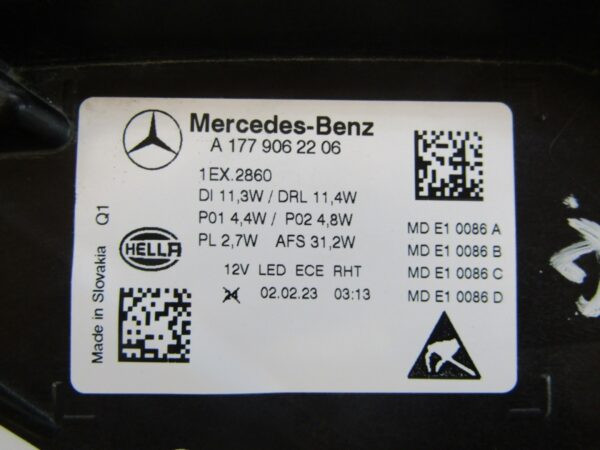 Mercedes-Benz
A 177 906 22 06
1EX.2860
DI 11,3W / DRL 11,4W
P01 4,4W / P02 4,8W
PL 2,7W AFS 31,2W
12V LED ECE RHT
24 02.02.23 03:13
MD E1 0086 A
MD E1 0086 B
MD E1 0086 C
MD E1 0086 D
HELLA
Made in Slovakia Q1